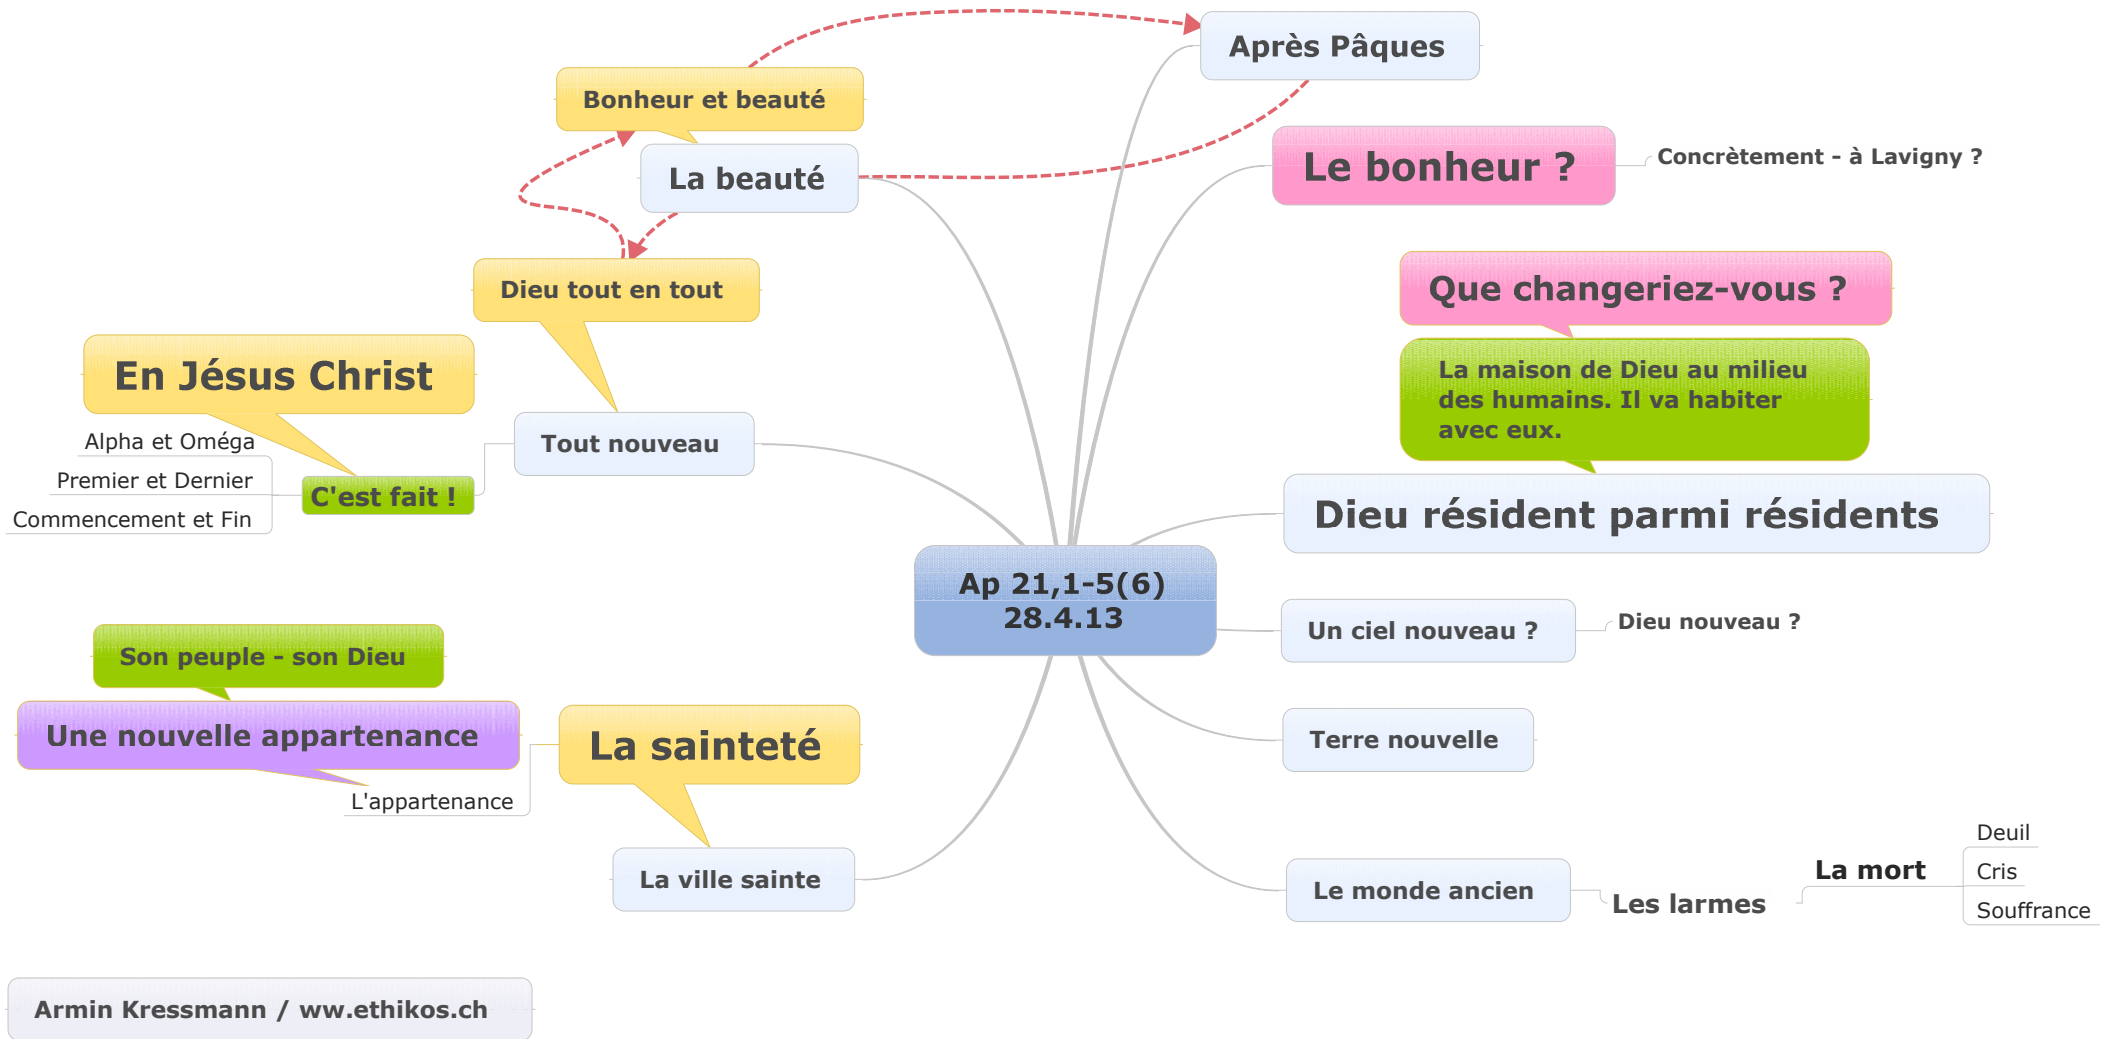 Après Pâques
Bonheur et beauté
La beauté
Le bonheur ?
Concrètement - à Lavigny ?
Dieu tout en tout
Que changeriez-vous ?
La maison de Dieu au milieu
des humains. Il va habiter
avec eux.
En Jésus Christ
Tout nouveau
Alpha et Oméga
Premier et Dernier
Commencement et Fin
C'est fait !
Dieu résident parmi résidents
Ap 21,1-5(6)
28.4.13
Un ciel nouveau ?
Dieu nouveau ?
Son peuple - son Dieu
Une nouvelle appartenance
La sainteté
L'appartenance
Terre nouvelle
La ville sainte
Le monde ancien
Les larmes
La mort
Deuil
Cris
Souffrance
Armin Kressmann / ww.ethikos.ch